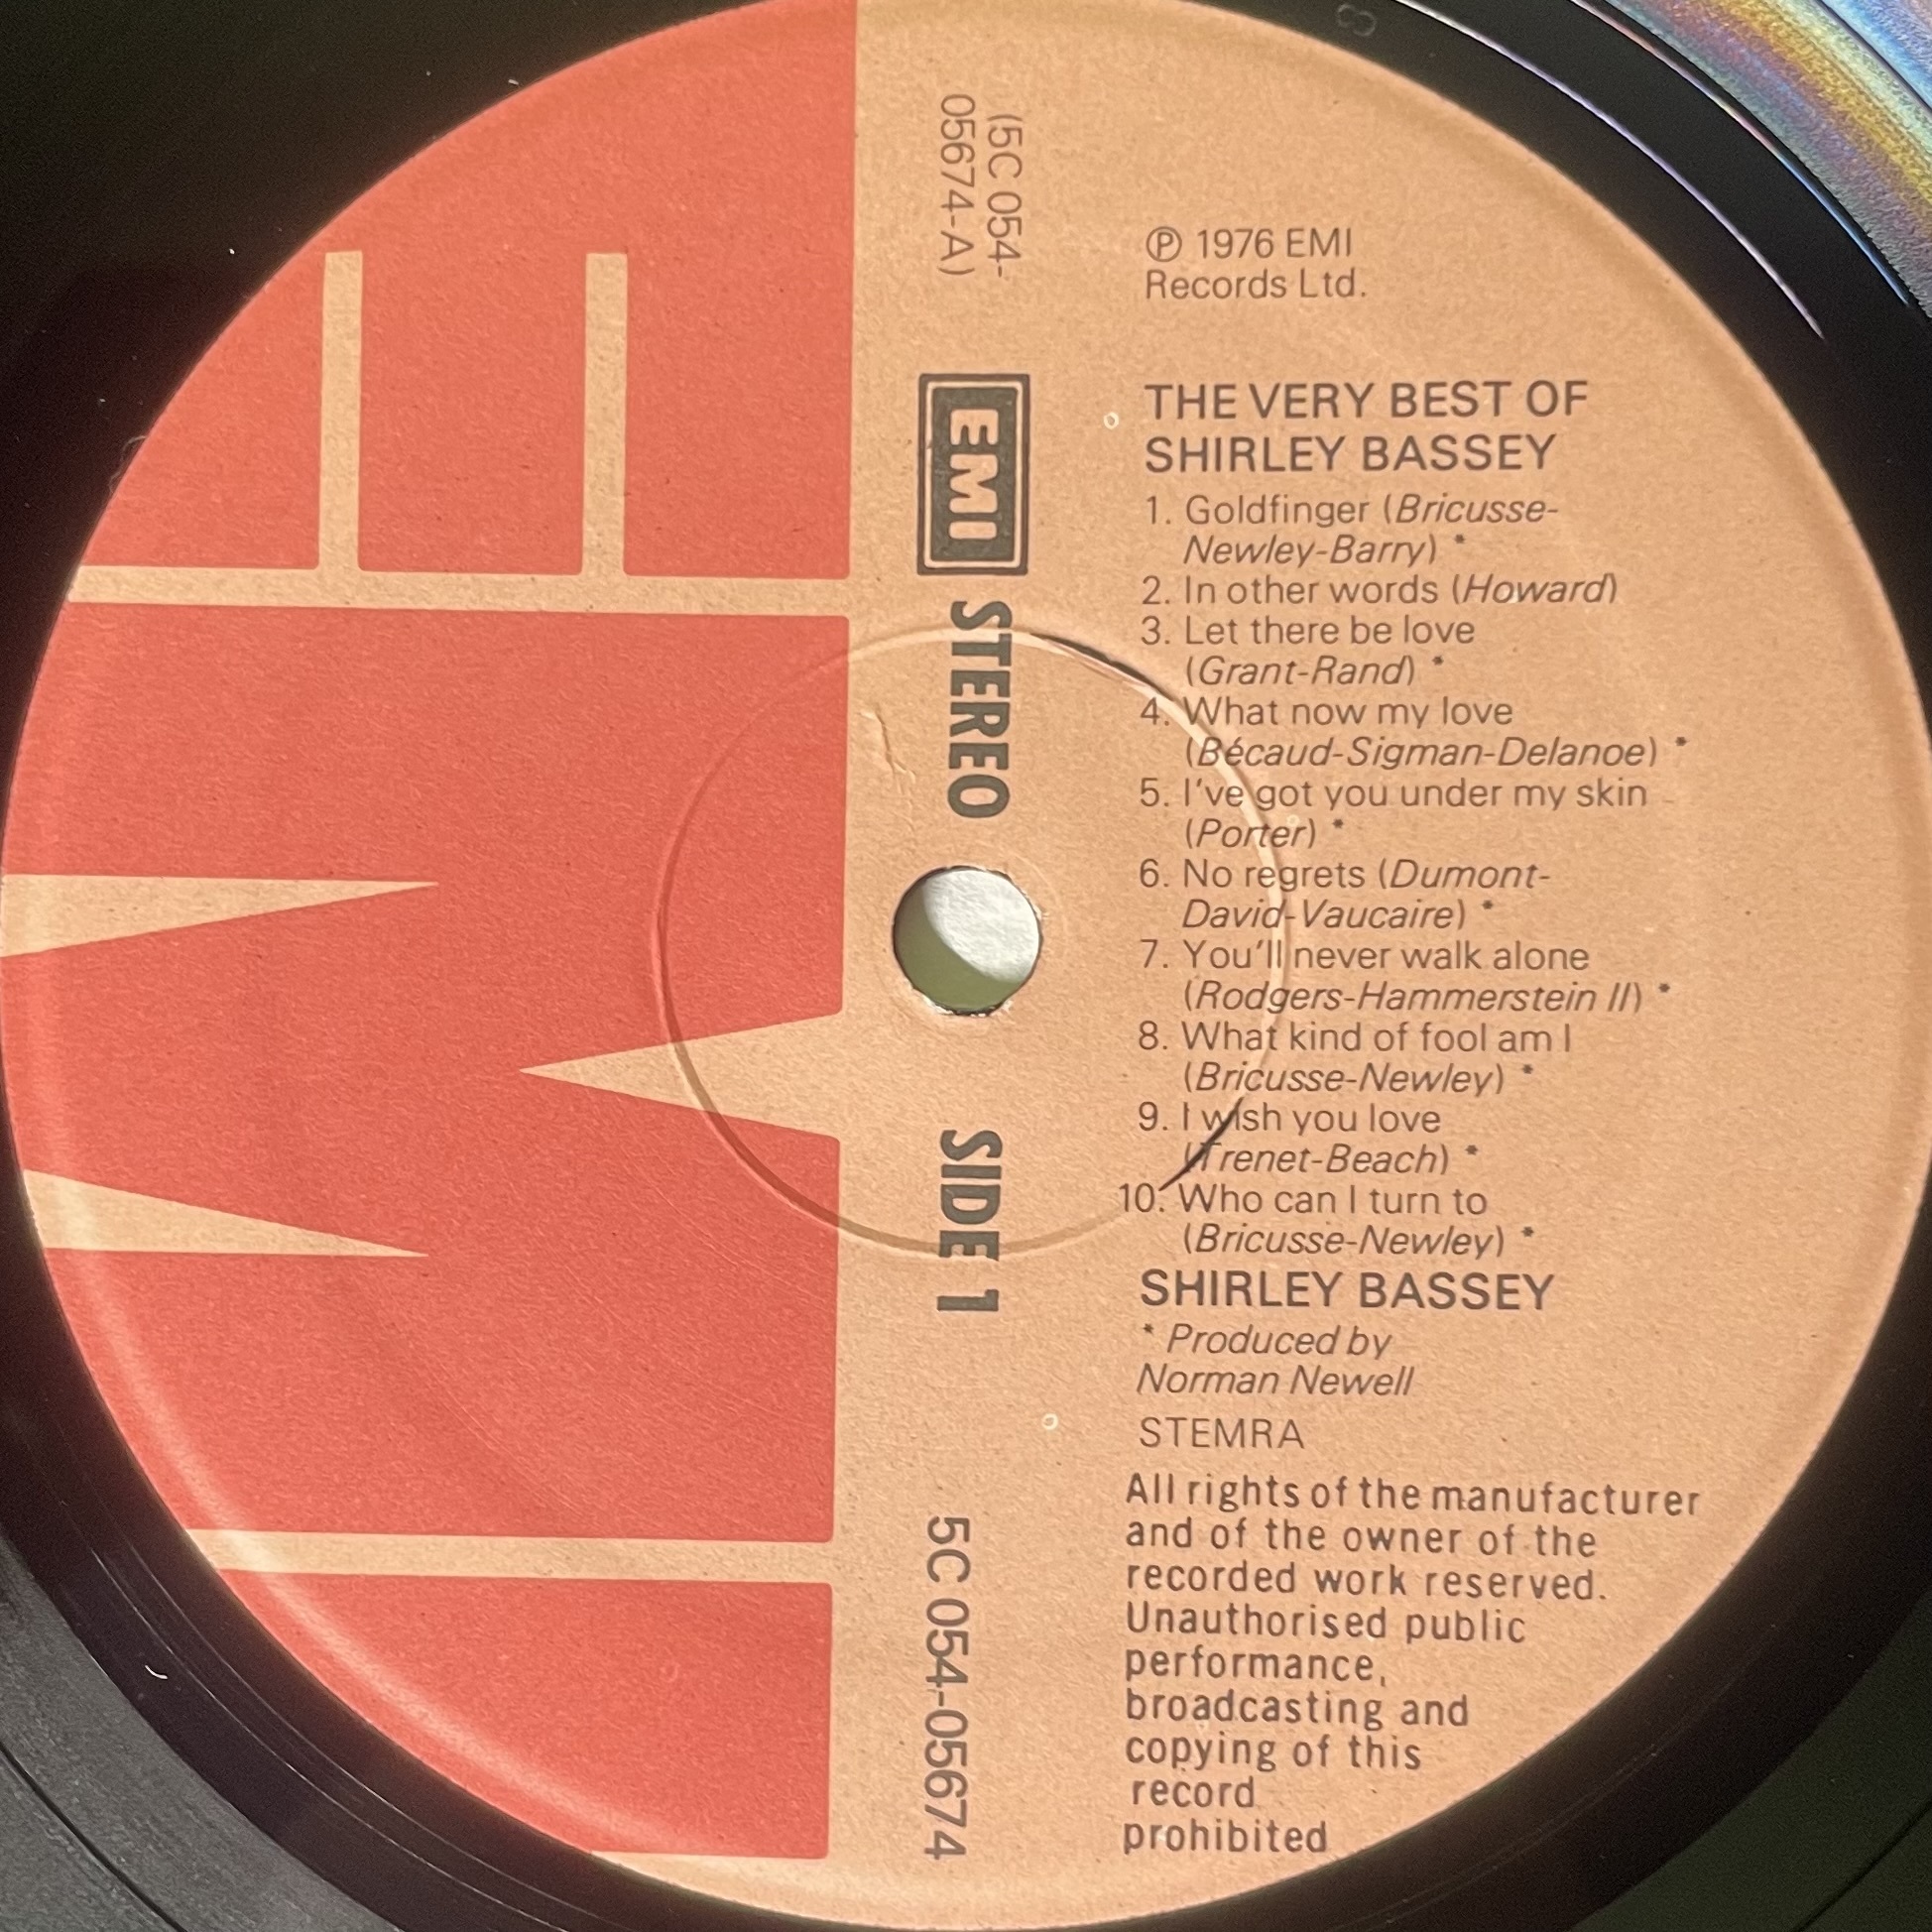 (5C 054-
05674-A)
EMI
STEREO
SIDE 1
5C 054-05674
℗ 1976 EMI
Records Ltd.
THE VERY BEST OF
SHIRLEY BASSEY
1. Goldfinger (Bricusse-
Newley-Barry) *
2. In other words (Howard)
3. Let there be love
(Grant-Rand) *
4. What now my love
(Bécaud-Sigman-Delanoe) *
5. I've got you under my skin
(Porter) *
6. No regrets (Dumont-
David-Vaucaire) *
7. You'll never walk alone
(Rodgers-Hammerstein II) *
8. What kind of fool am I
(Bricusse-Newley) *
9. I wish you love
(Trenet-Beach) *
10. Who can I turn to
(Bricusse-Newley) *
SHIRLEY BASSEY
* Produced by
Norman Newell
STEMRA
All rights of the manufacturer
and of the owner of the
recorded work reserved.
Unauthorised public
performance,
broadcasting and
copying of this
record
prohibited
EMI